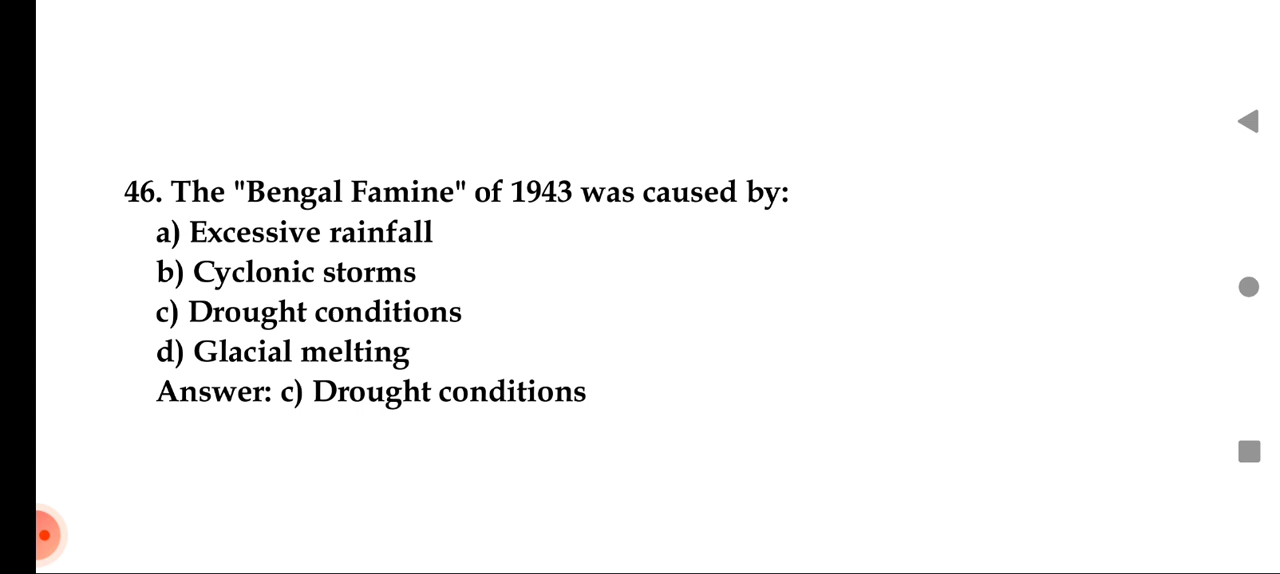 46. The "Bengal Famine" of 1943 was caused by:
a) Excessive rainfall
b) Cyclonic storms
c) Drought conditions
d) Glacial melting
Answer: c) Drought conditions